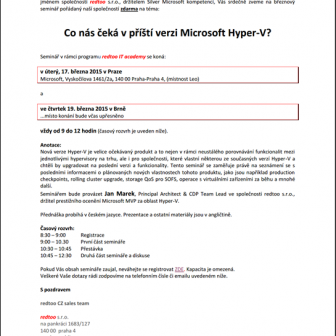 jménem společnosti redtoo s.r.o., držitelem Silver Microsoft kompetencí, Vás srdečně zveme na březnový
seminář pořádaný naší společností zdarma na téma:
Co nás čeká v příští verzi Microsoft Hyper-V?
Seminář v rámci programu redtoo IT academy se koná:
v úterý, 17. března 2015 v Praze
Microsoft, Vyskočilova 1461/2a, 140 00 Praha-Praha 4, (místnost Leo)
a
ve čtvrtek 19. března 2015 v Brně
...místo konání bude včas upřesněno
vždy od 9 do 12 hodin (časový rozvrh je uveden níže).
Anotace:
Nová verze Hyper-V je velice očekávaný produkt a to nejen v rámci neustálého porovnávání funkcionalit mezi
jednotlivými hypervisory na trhu, ale i pro společnosti, které vlastní některou ze současných verzí Hyper-V a
chtěli by upgradovat na poslední verzi a funkcionality. Tento seminář se zaměřuje právě na seznámení se s
posledními informacemi o plánovaných nových vlastnostech tohoto produktu, jako jsou například production
checkpoints, rolling cluster upgrade, storage QoS pro SOFS, operace s virtuálními zařízeními za běhu a mnohé
další.
Seminářem bude provázet Jan Marek, Principal Architect & CDP Team Lead ve společnosti redtoo s.r.o.,
držitel prestižního ocenění Microsoft MVP za oblast Hyper-V.
Přednáška probíhá v českém jazyce. Prezentace a ostatní materiály jsou v angličtině.
Časový rozvrh:
8:30 – 9:00 Registrace
9:00 – 10.30 První část semináře
10:30 – 10:45 Přestávka
10:45 – 12:30 Druhá část semináře a diskuse
Pokud Vás obsah semináře zaujal, neváhejte se registrovat ZDE. Kapacita je omezená.
Veškeré Vaše dotazy rádi zodpovíme na telefonním čísle či emailu uvedeném níže.
S pozdravem
redtoo CZ sales team
redtoo s.r.o.
na pankráci 1683/127
140 00 praha 4